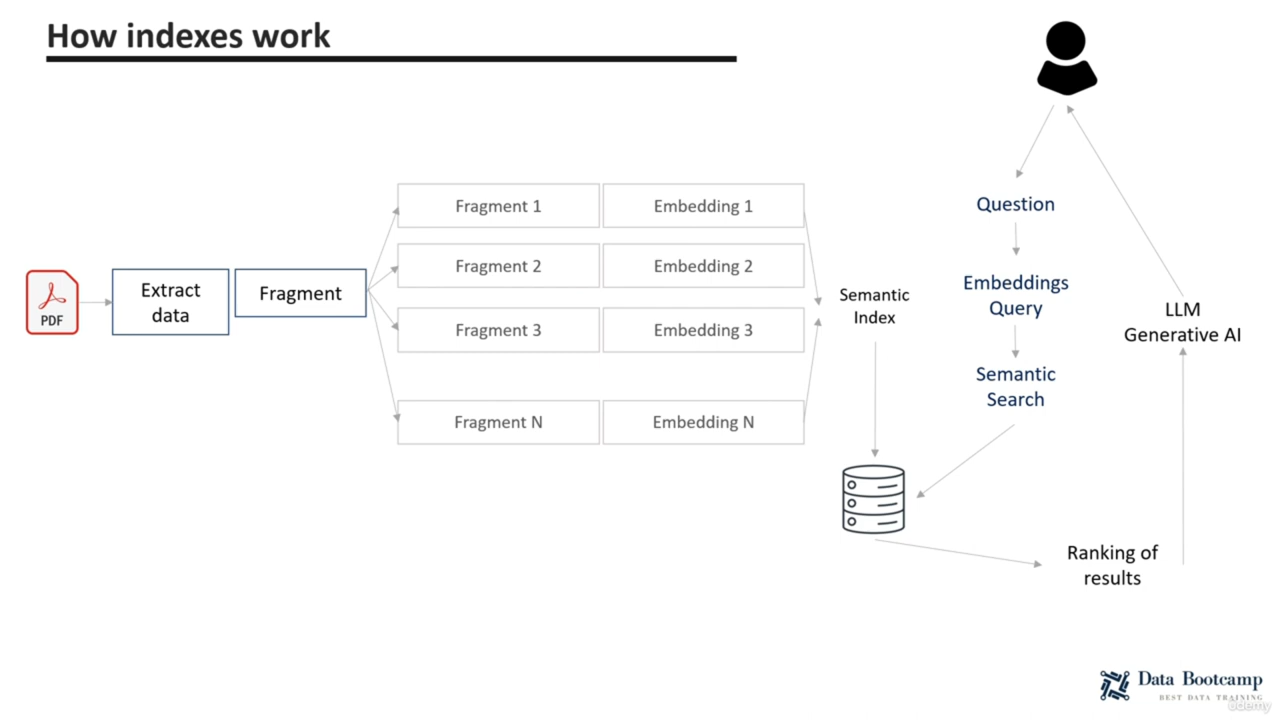 How indexes work
PDF
Extract
data
Fragment
Fragment 1
Embedding 1
Fragment 2
Embedding 2
Fragment 3
Embedding 3
Fragment N
Embedding N
Semantic
Index
Question
Embeddings
Query
Semantic
Search
Ranking of
results
LLM
Generative AI
Data Bootcamp
BEST DATA TRAINING
udemy